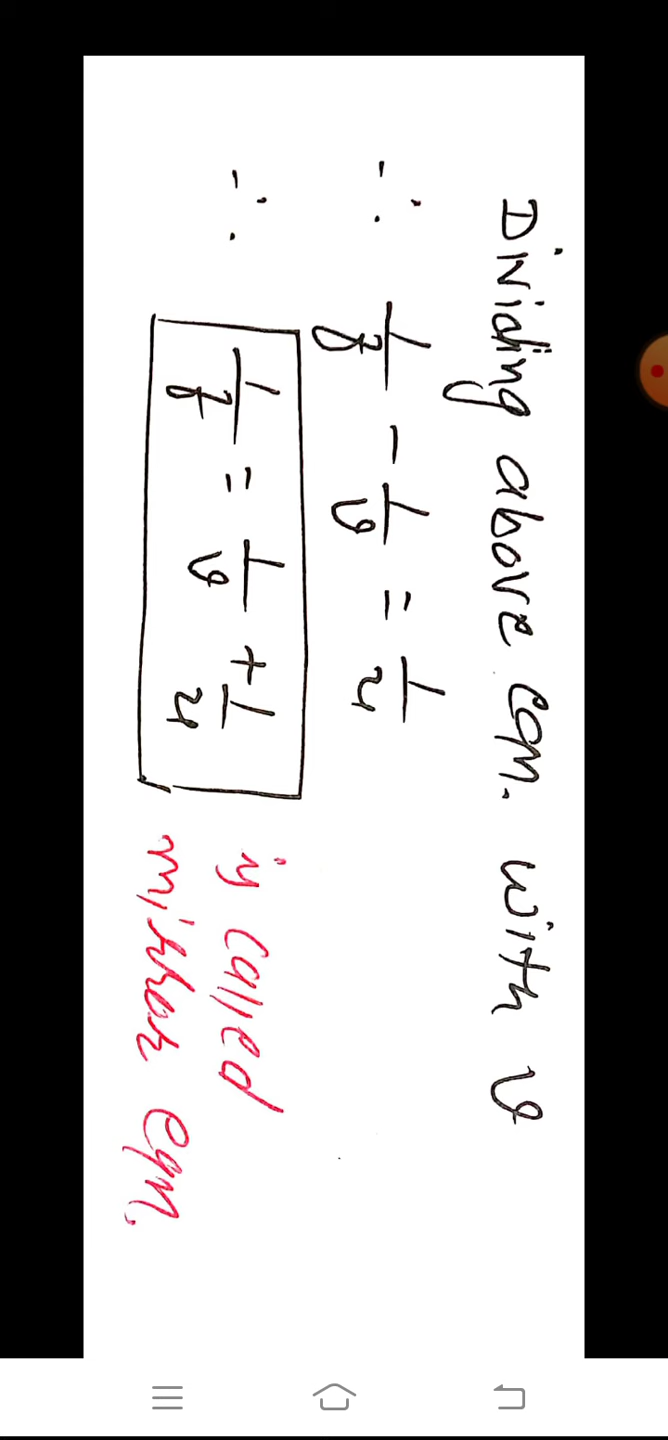 Dividing above eqn. with v
∴ 1/f - 1/v = 1/u
∴ 1/f = 1/v + 1/u
is called
mirror eqn.